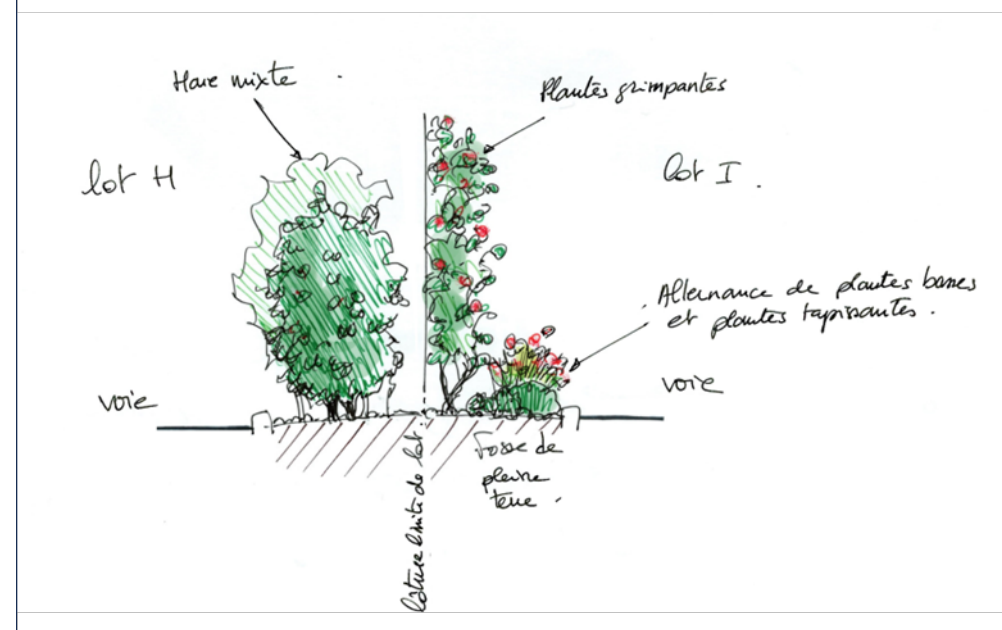 Haie mixte
Plantes grimpantes
lot H
lot I.
Alternance de plantes basses
et plantes tapissantes.
voie
voie
Fosse de
pleine
terre.
clôture limite de lot.